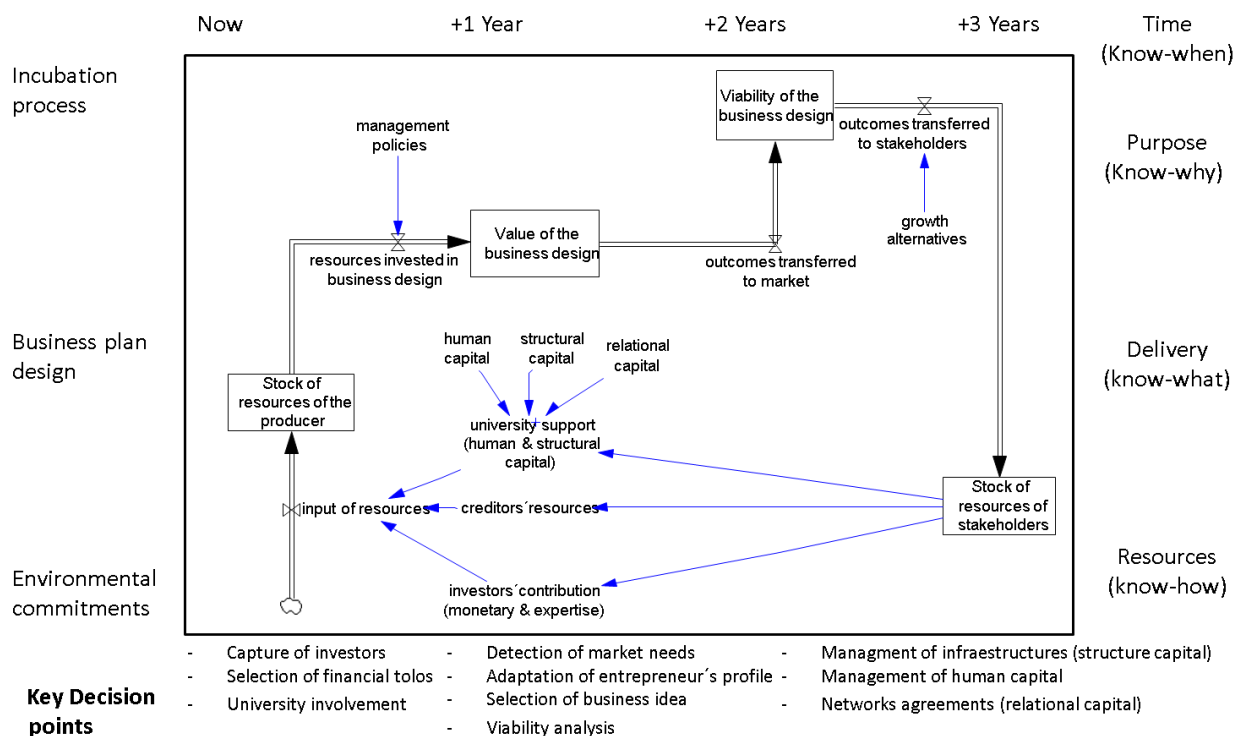 Now
+1 Year
+2 Years
+3 Years
Time
(Know-when)
Incubation
process
Viability of the
business design
outcomes transferred
to stakeholders
management
policies
Purpose
(Know-why)
growth
alternatives
Value of the
business design
resources invested in
business design
outcomes transferred
to market
Business plan
design
human
capital
structural
capital
relational
capital
Delivery
(know-what)
Stock of
resources of the
producer
university support
(human & structural
capital)
input of resources
creditors´resources
Stock of
resources of
stakeholders
Environmental
commitments
investors´contribution
(monetary & expertise)
Resources
(know-how)
Key Decision
points
- Capture of investors
- Selection of financial tolos
- University involvement
- Detection of market needs
- Adaptation of entrepreneur´s profile
- Selection of business idea
- Viability analysis
- Managment of infraestructures (structure capital)
- Management of human capital
- Networks agreements (relational capital)